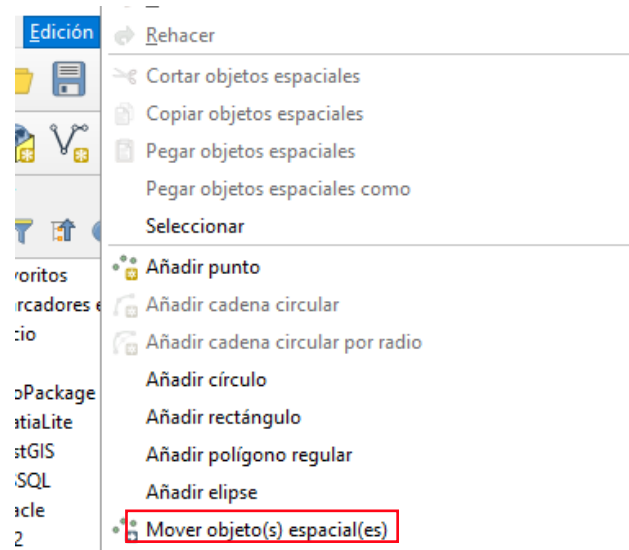 Edición
Rehacer
Cortar objetos espaciales
Copiar objetos espaciales
Pegar objetos espaciales
Pegar objetos espaciales como
Seleccionar
Añadir punto
Añadir cadena circular
Añadir cadena circular por radio
Añadir círculo
Añadir rectángulo
Añadir polígono regular
Añadir elipse
Mover objeto(s) espacial(es)
voritos
rcadores e
cio
oPackage
atiaLite
stGIS
SSQL
acle
2